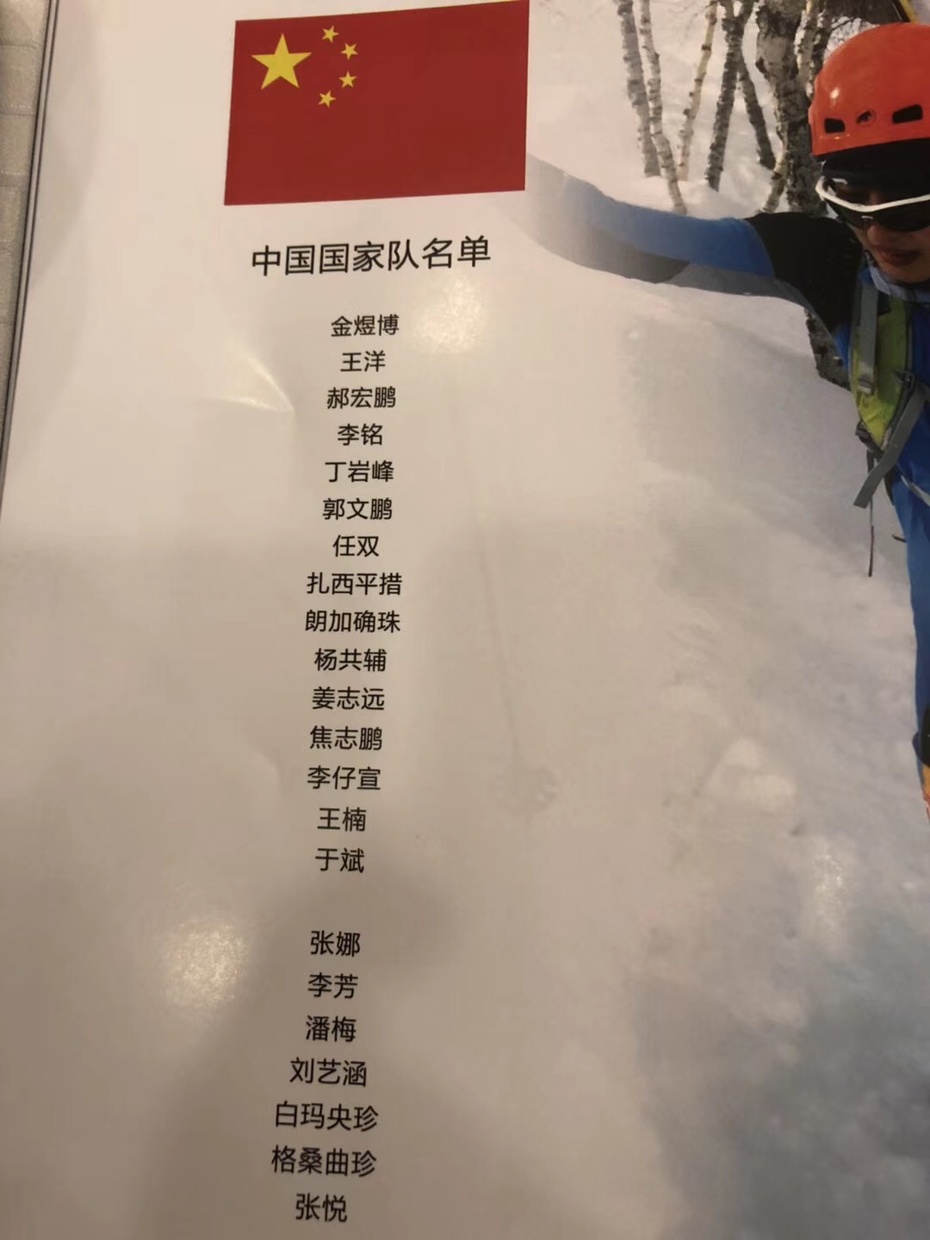 中国国家队名单
金煜博
王洋
郝宏鹏
李铭
丁岩峰
郭文鹏
任双
扎西平措
朗加确珠
杨共辅
姜志远
焦志鹏
李仔宣
王楠
于斌
张娜
李芳
潘梅
刘艺涵
白玛央珍
格桑曲珍
张悦